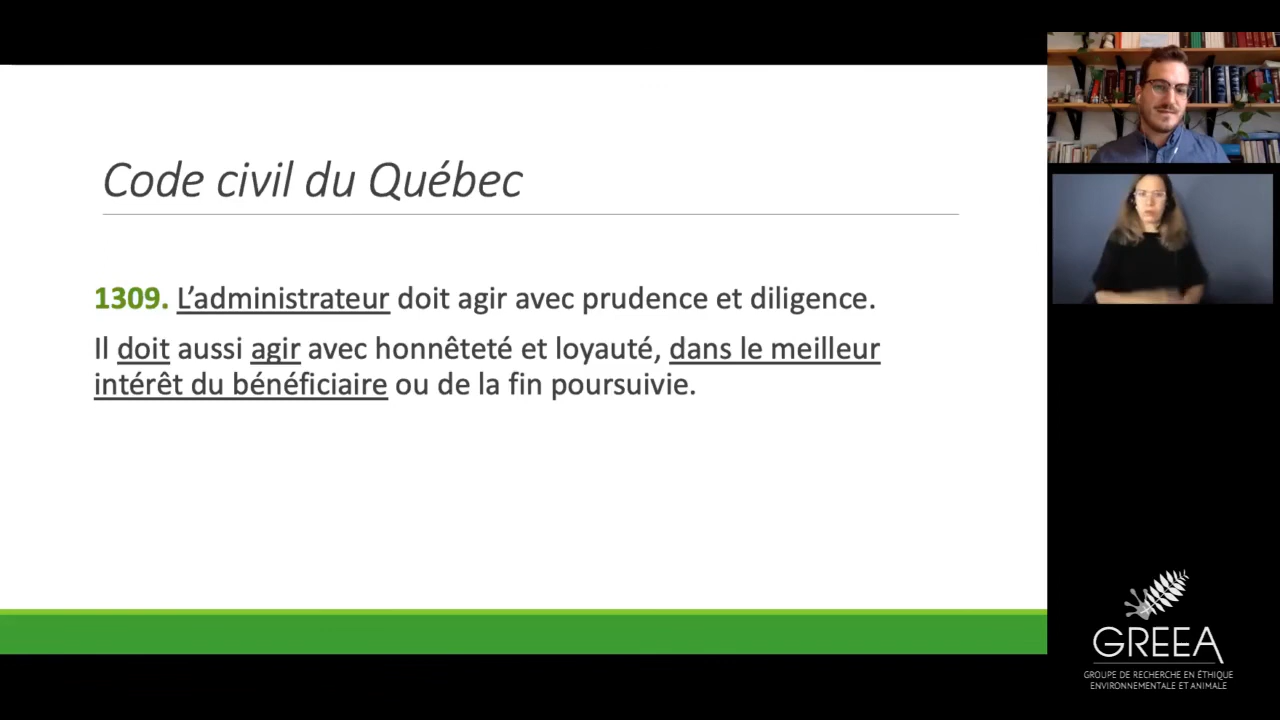 Code civil du Québec
1309. L'administrateur doit agir avec prudence et diligence.
Il doit aussi agir avec honnêteté et loyauté, dans le meilleur
intérêt du bénéficiaire ou de la fin poursuivie.
GREEA
GROUPE DE RECHERCHE EN ÉTHIQUE
ENVIRONNEMENTALE ET ANIMALE